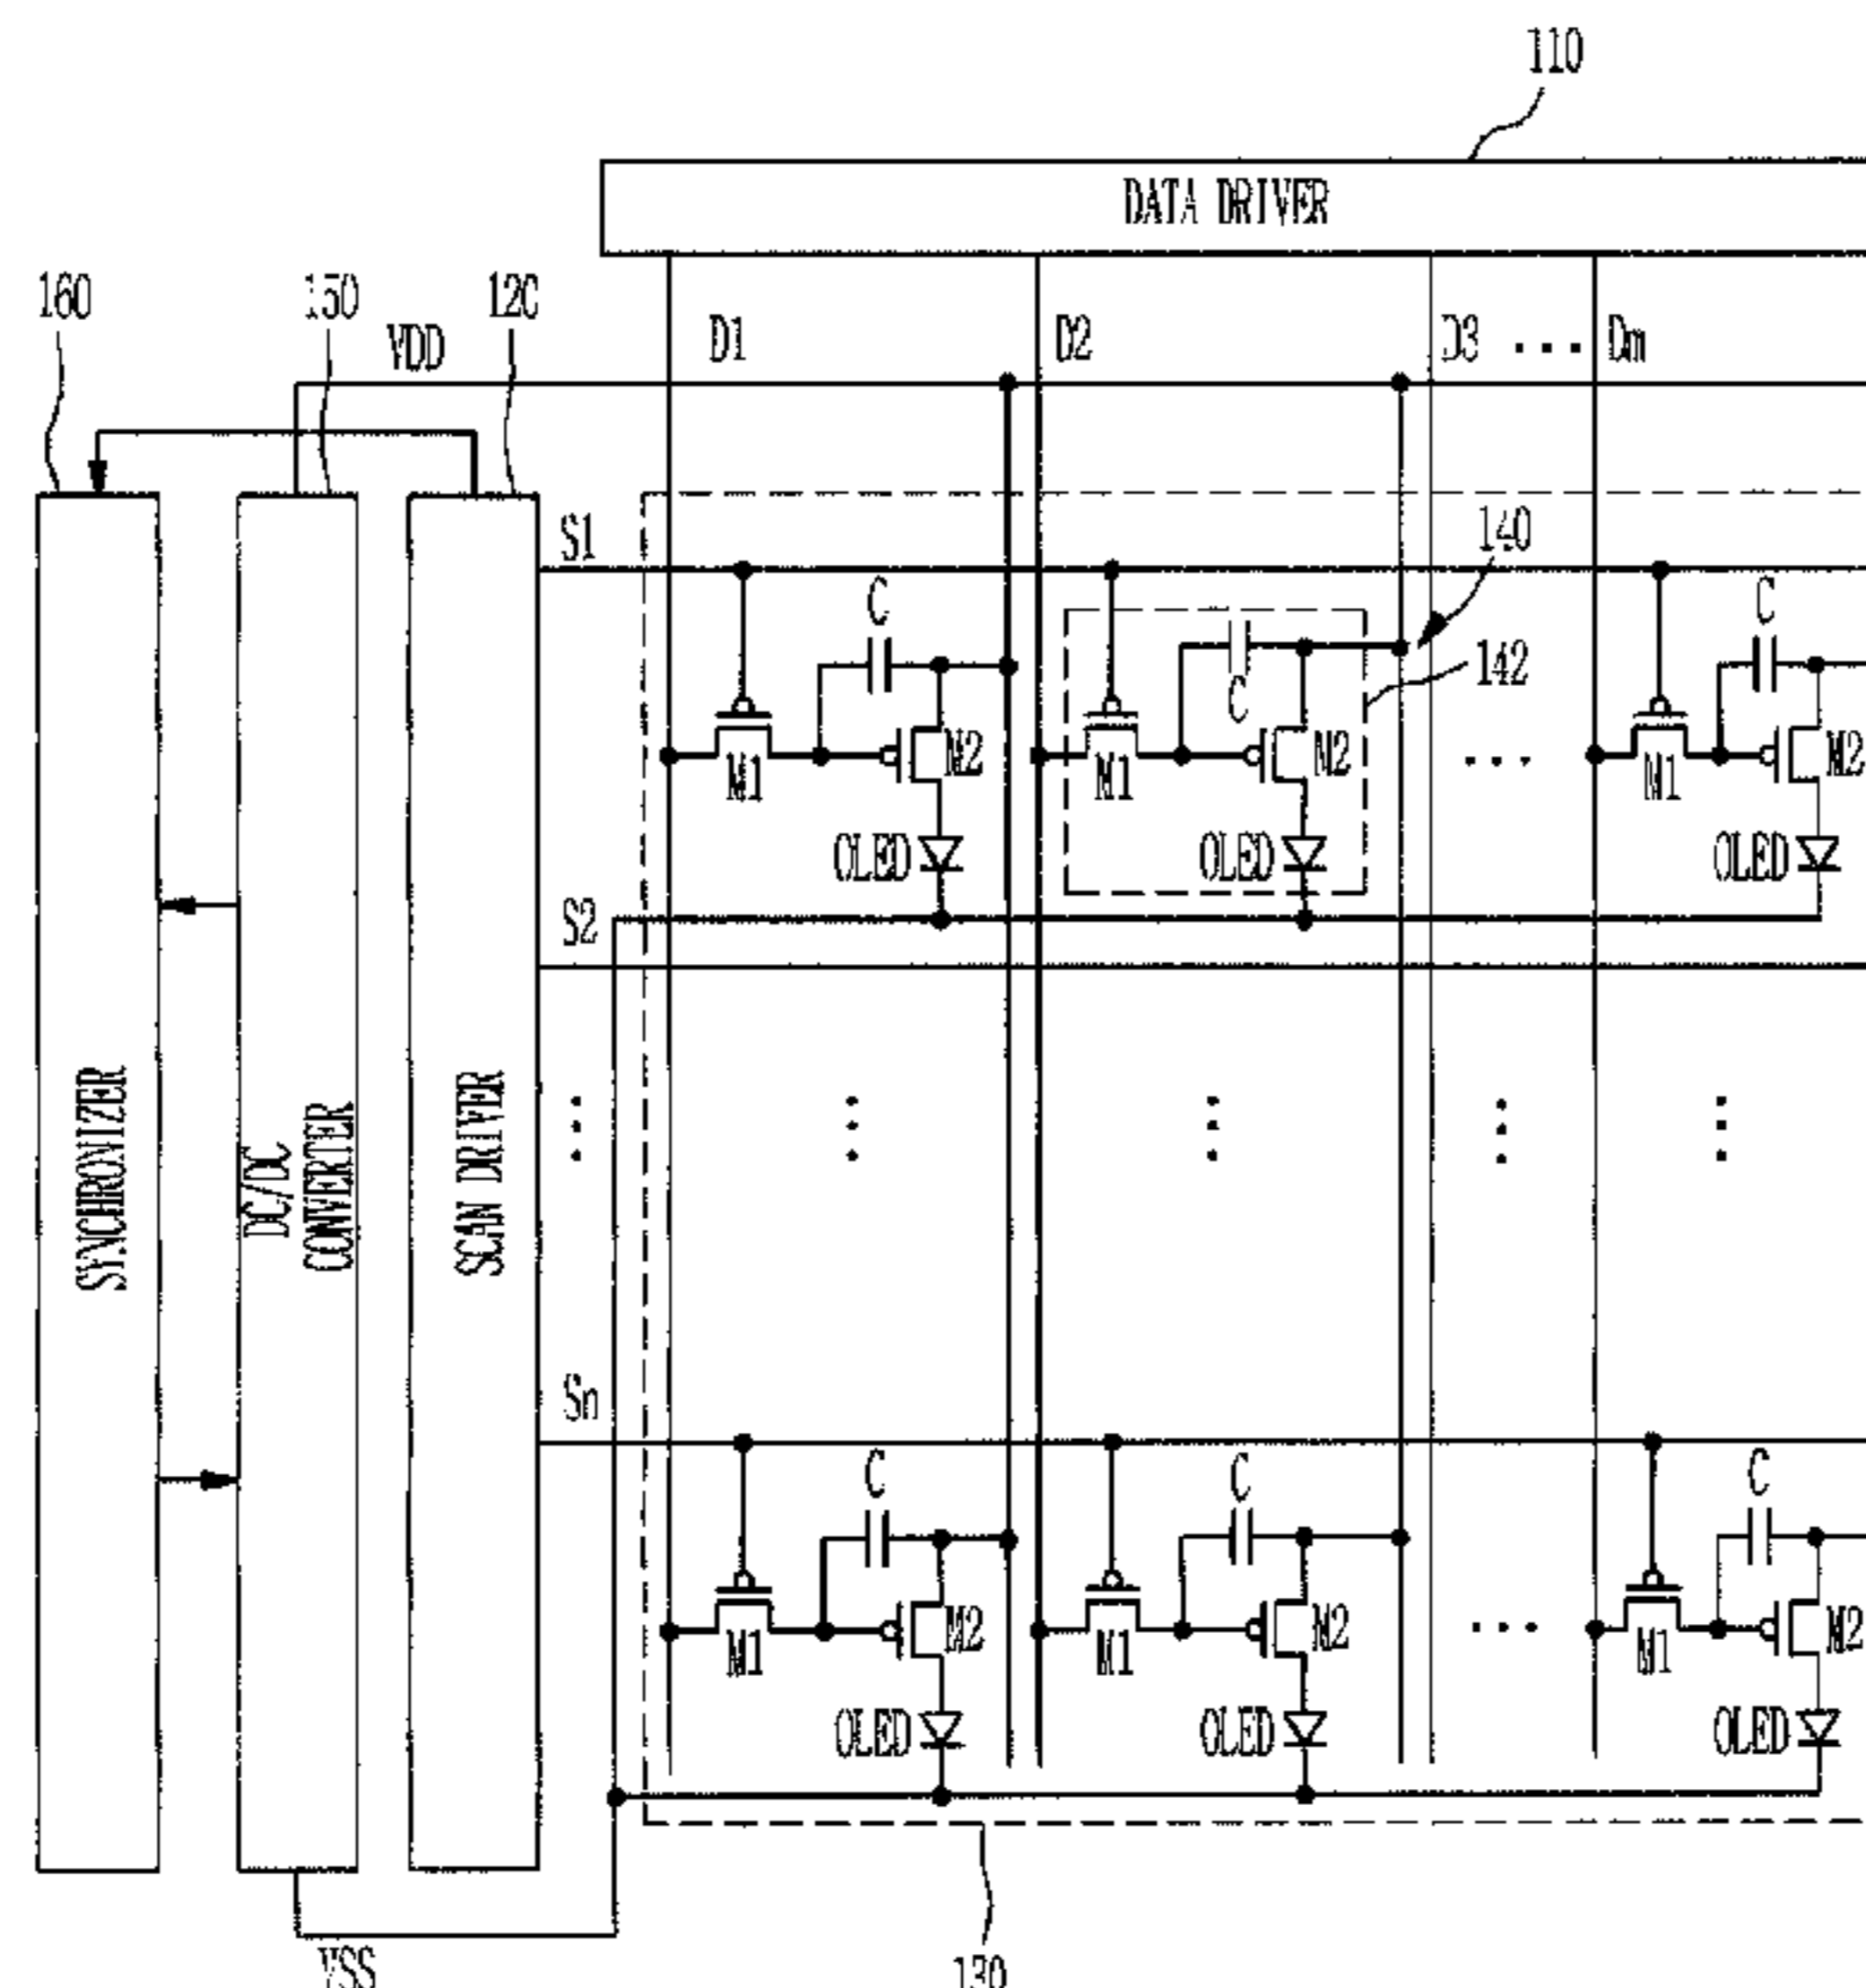 110
DATA DRIVER
160
150
120
VDD
D1
D2
D3 ... Dm
S1
140
C
C
C
142
M1
M2
M1
M2
...
M1
M2
OLED
OLED
OLED
S2
SYNCHRONIZER
DC/DC
CONVERTER
SCAN DRIVER
Sn
C
C
C
M1
M2
M1
M2
...
M1
M2
OLED
OLED
OLED
VSS
130